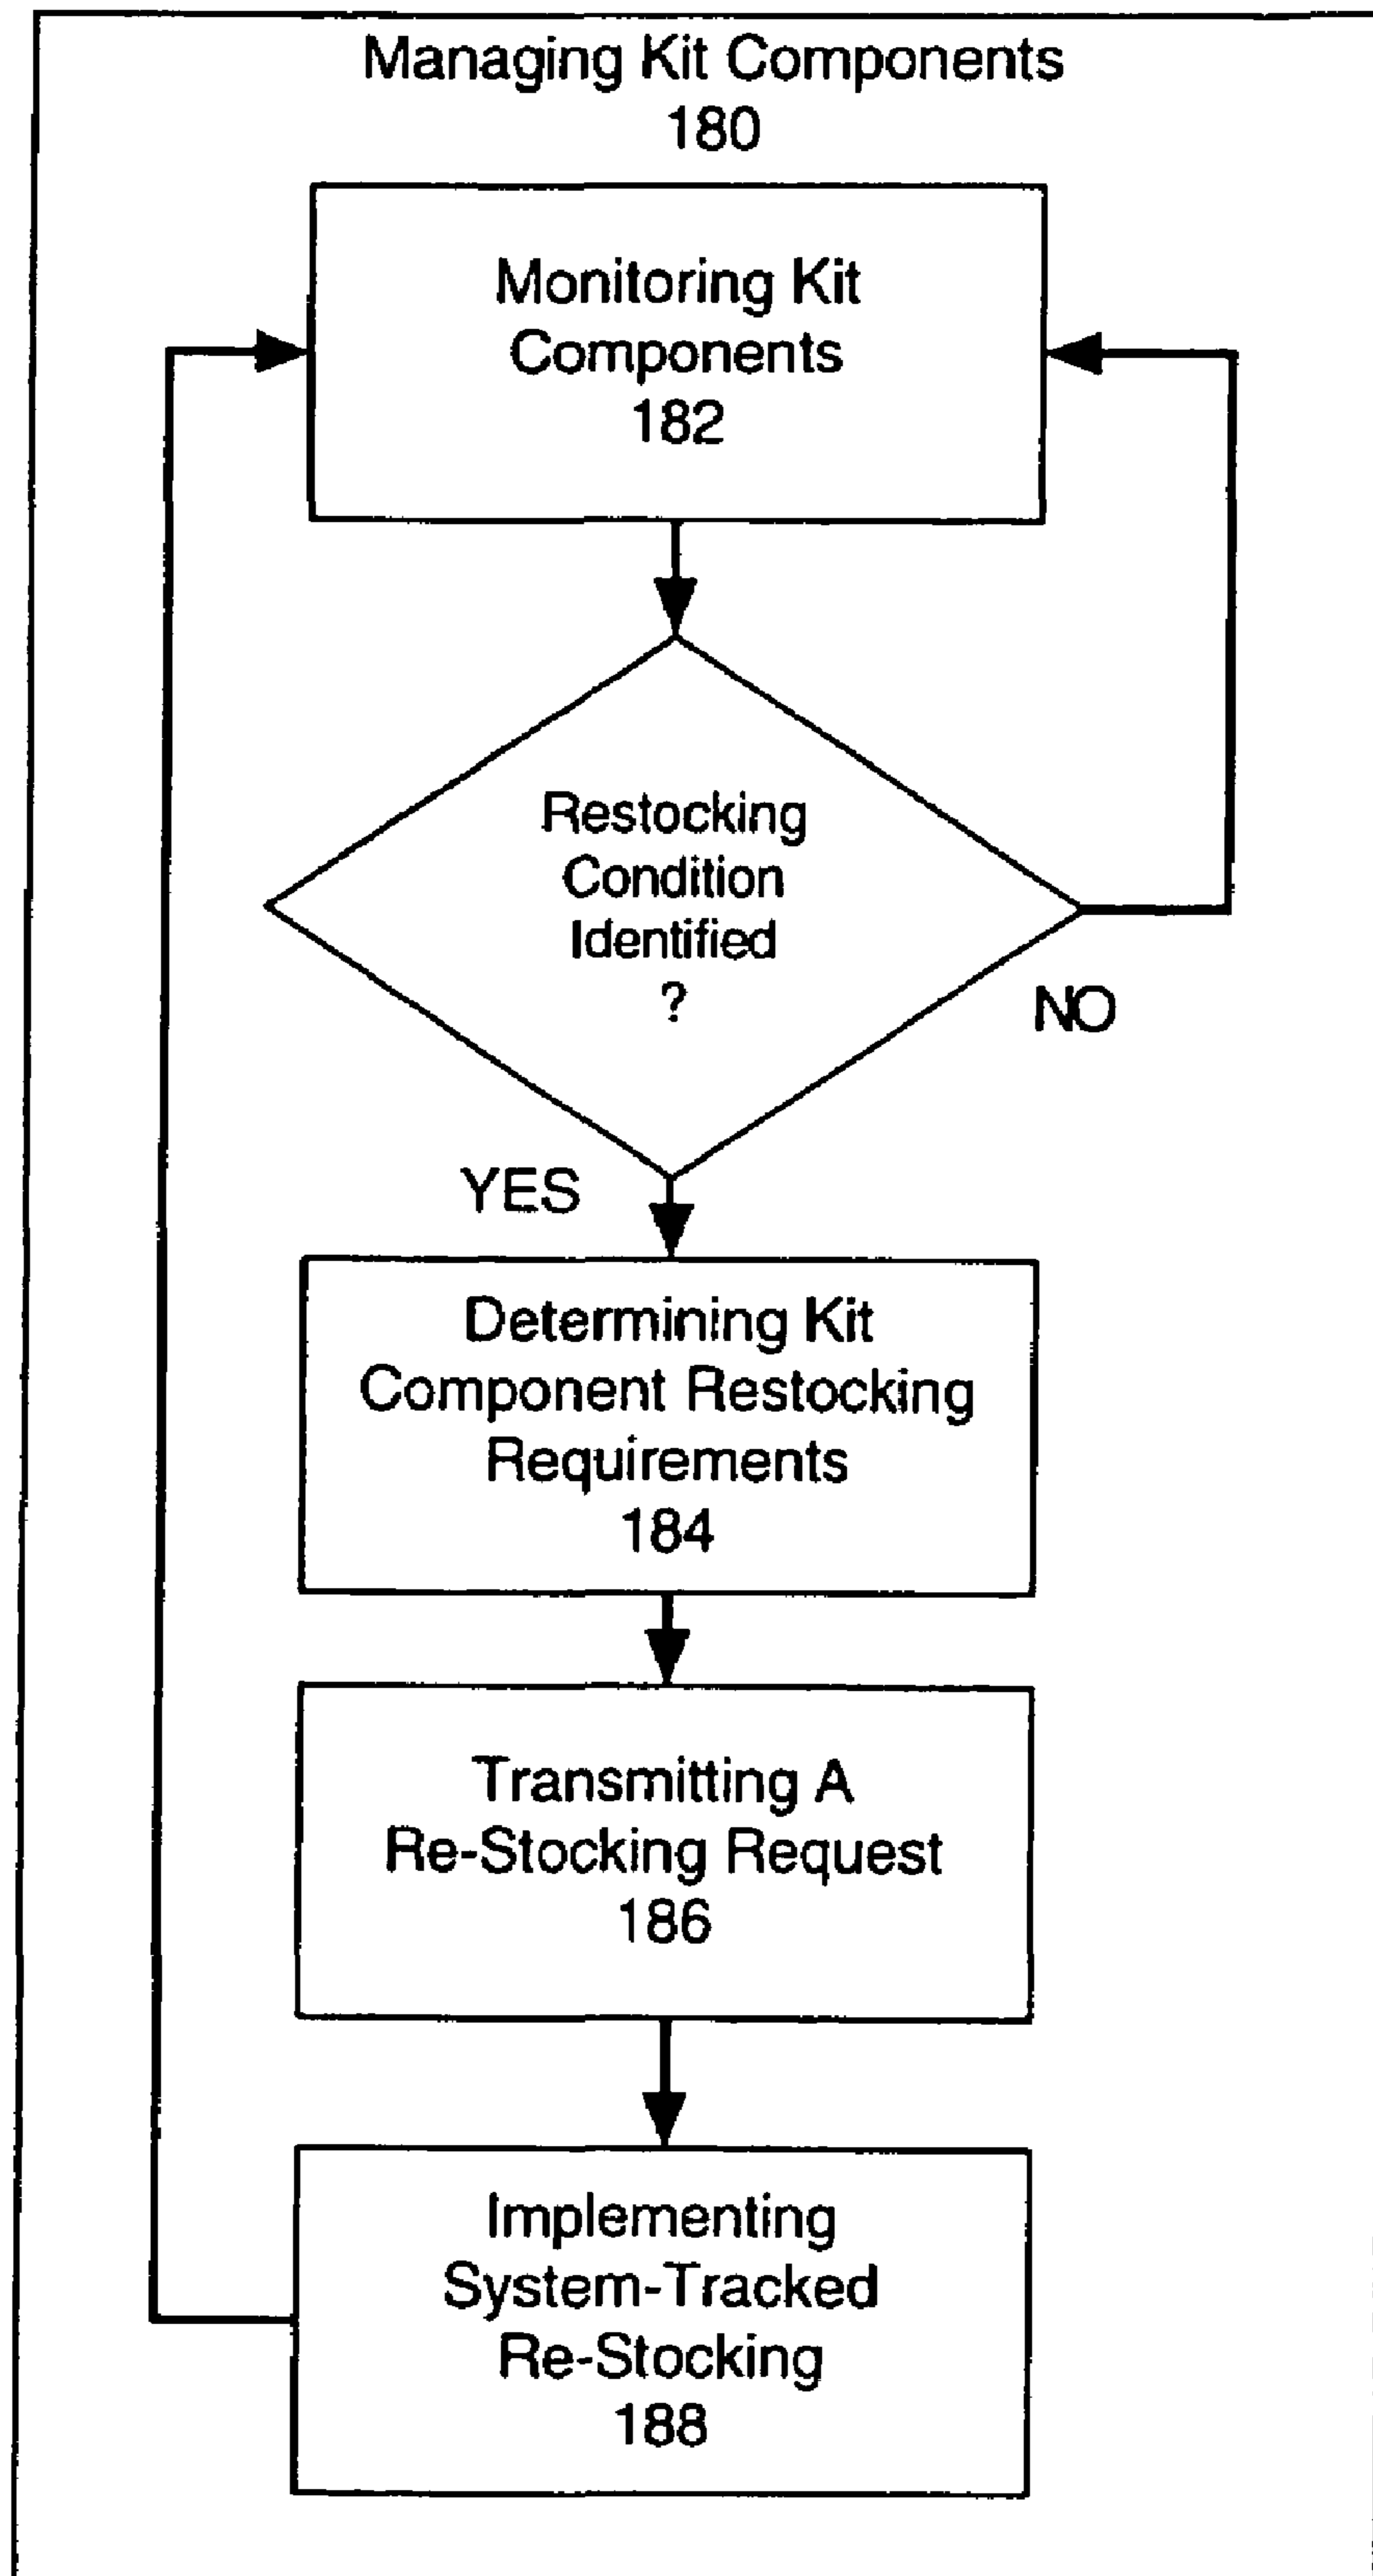 Managing Kit Components
180
Monitoring Kit
Components
182
Restocking
Condition
Identified
?
NO
YES
Determining Kit
Component Restocking
Requirements
184
Transmitting A
Re-Stocking Request
186
Implementing
System-Tracked
Re-Stocking
188